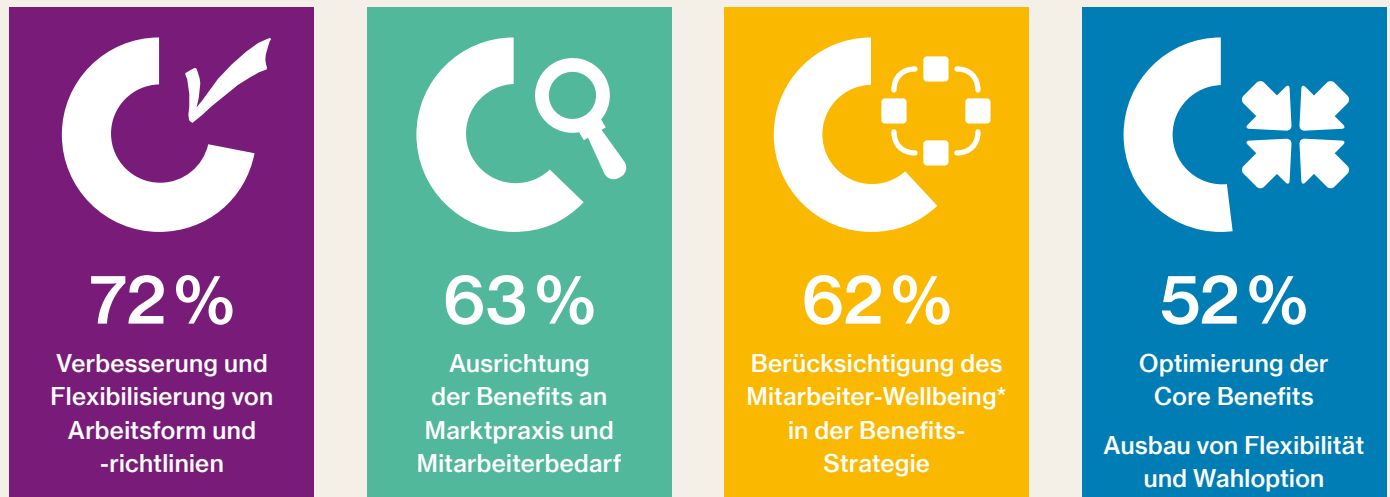 72 %
Verbesserung und
Flexibilisierung von
Arbeitsform und
-richtlinien
63 %
Ausrichtung
der Benefits an
Marktpraxis und
Mitarbeiterbedarf
62 %
Berücksichtigung des
Mitarbeiter-Wellbeing*
in der Benefits-
Strategie
52 %
Optimierung der
Core Benefits
Ausbau von Flexibilität
und Wahloption